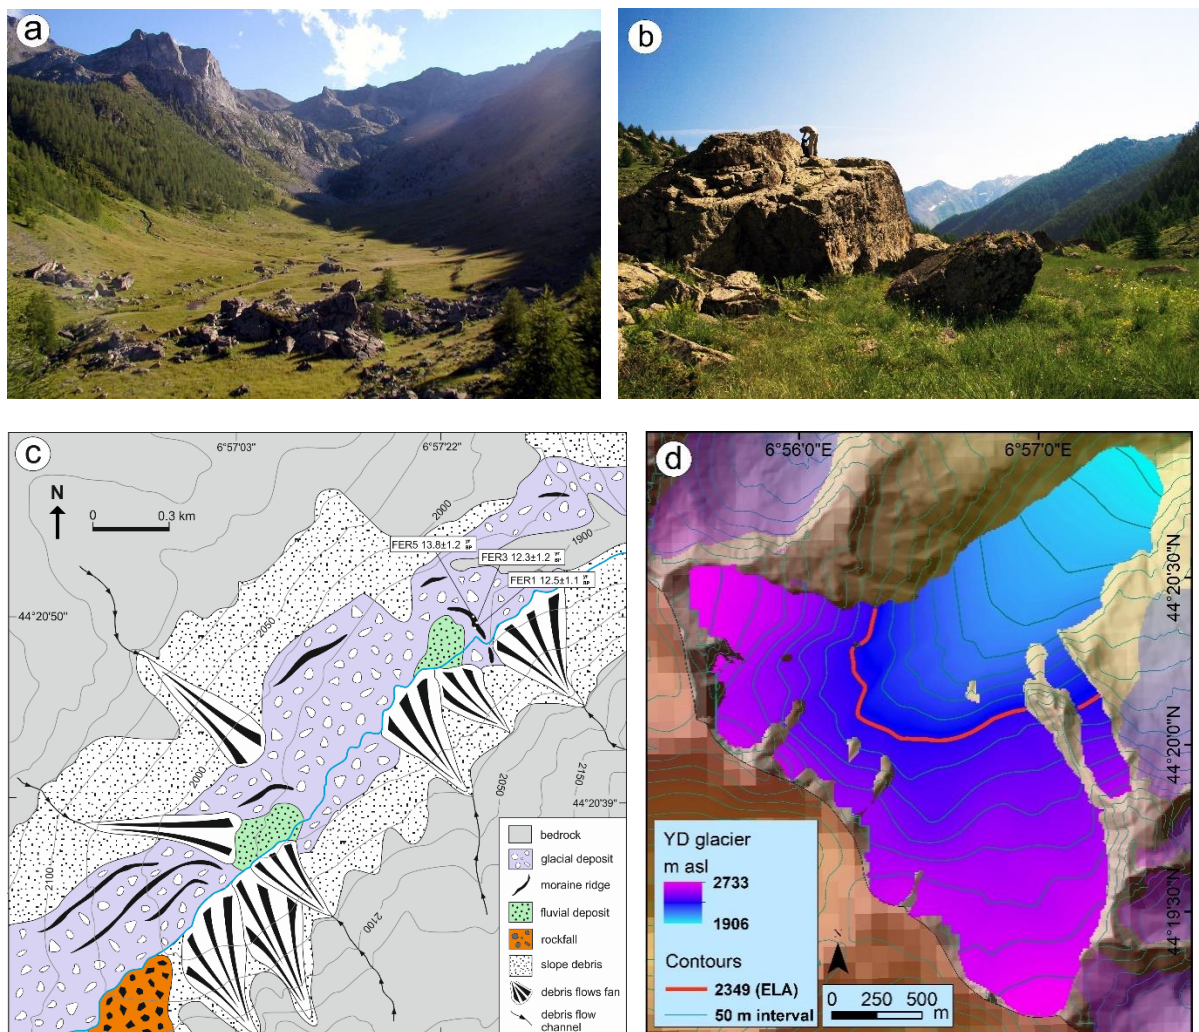 a
b
c
6°57'03"
6°57'22"
N
0
0.3 km
2000
1900
FER5 13.8±1.2
FER3 12.3±1.2
FER1 12.5±1.1
44°20'50"
2050
2000
2050
2150
44°20'39"
2100
2100
bedrock
glacial deposit
moraine ridge
fluvial deposit
rockfall
slope debris
debris flows fan
debris flow
channel
d
6°56'0"E
6°57'0"E
44°20'30"N
44°20'0"N
44°19'30"N
YD glacier
m asl
2733
1906
Contours
2349 (ELA)
50 m interval
0 250 500
m